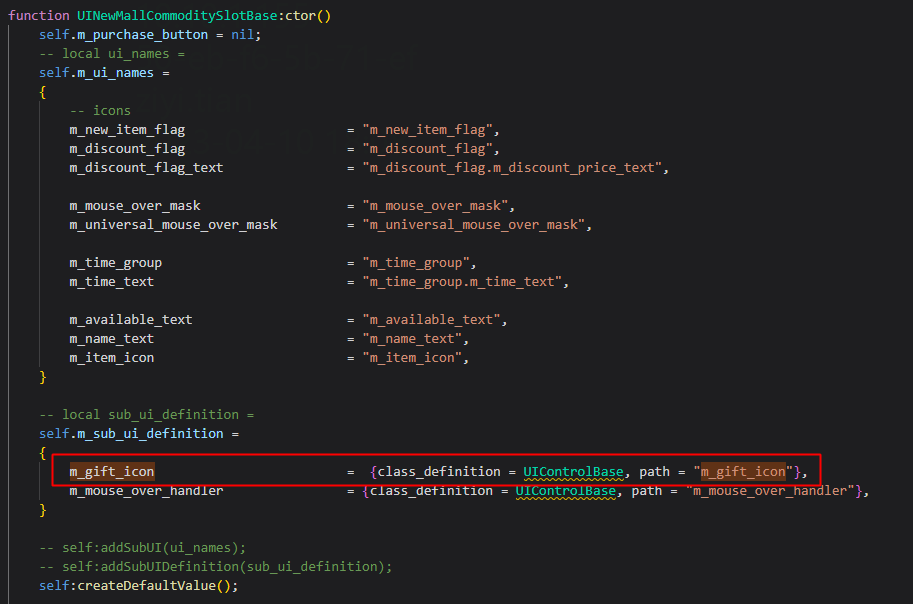 function UINewMallCommoditySlotBase:ctor()
self.m_purchase_button = nil;
-- local ui_names =
self.m_ui_names =
{
-- icons
m_new_item_flag = "m_new_item_flag",
m_discount_flag = "m_discount_flag",
m_discount_flag_text = "m_discount_flag.m_discount_price_text",
m_mouse_over_mask = "m_mouse_over_mask",
m_universal_mouse_over_mask = "m_universal_mouse_over_mask",
m_time_group = "m_time_group",
m_time_text = "m_time_group.m_time_text",
m_available_text = "m_available_text",
m_name_text = "m_name_text",
m_item_icon = "m_item_icon",
}
-- local sub_ui_definition =
self.m_sub_ui_definition =
{
m_gift_icon = {class_definition = UIControlBase, path = "m_gift_icon"},
m_mouse_over_handler = {class_definition = UIControlBase, path = "m_mouse_over_handler"},
}
-- self:addSubUI(ui_names);
-- self:addSubUIDefinition(sub_ui_definition);
self:createDefaultValue();